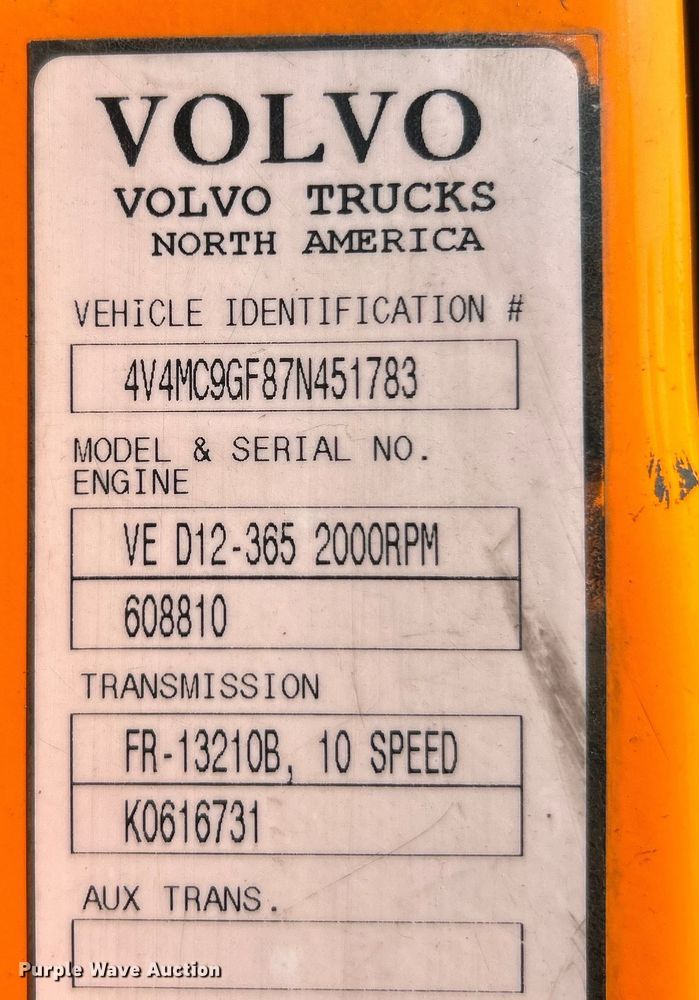 VOLVO
VOLVO TRUCKS
NORTH AMERICA
VEHICLE IDENTIFICATION #
4V4MC9GF87N451783
MODEL & SERIAL NO.
ENGINE
VE D12-365 2000RPM
608810
TRANSMISSION
FR-13210B, 10 SPEED
K0616731
AUX TRANS.
Purple Wave Auction